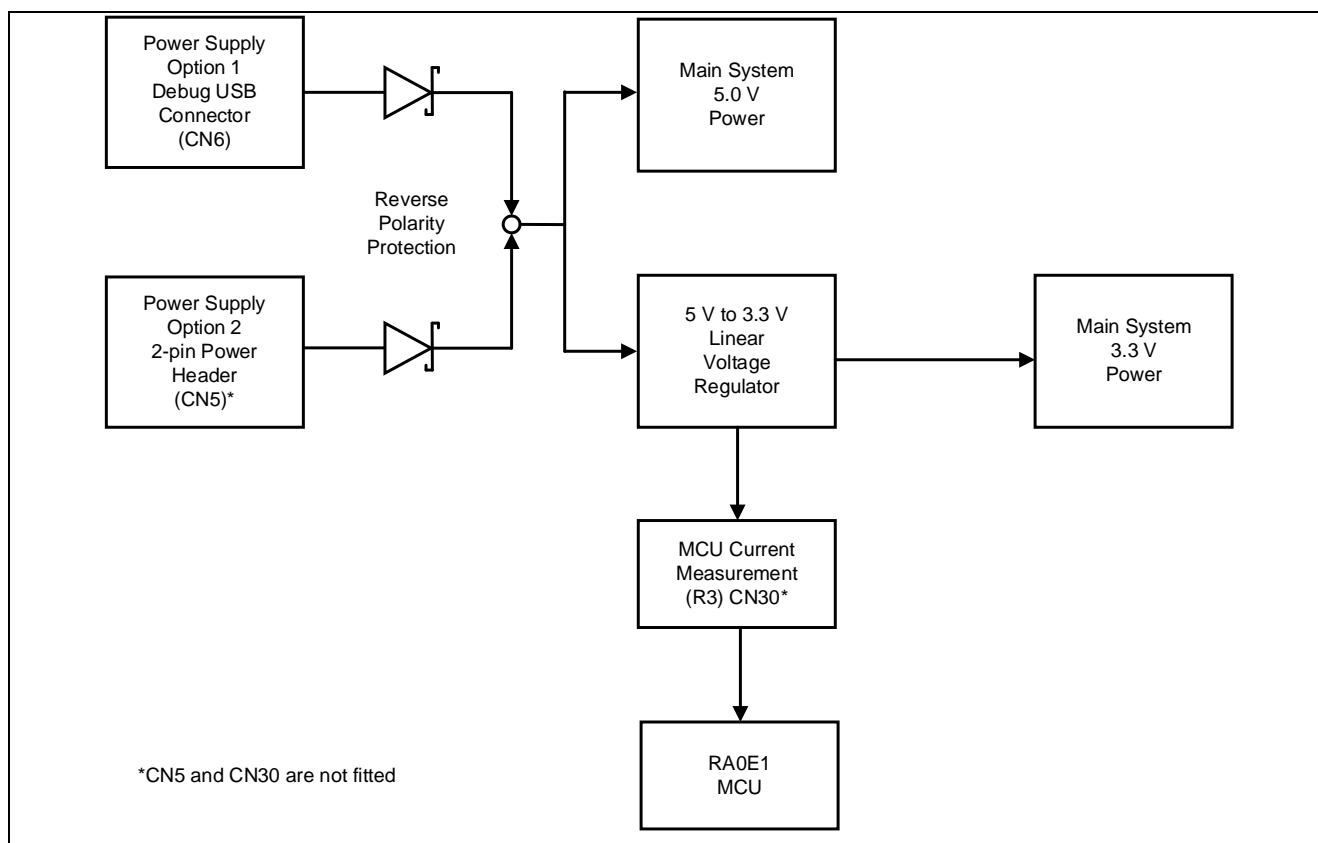 Power Supply
Option 1
Debug USB
Connector
(CN6)
Main System
5.0 V
Power
Reverse
Polarity
Protection
Power Supply
Option 2
2-pin Power
Header
(CN5)*
5 V to 3.3 V
Linear
Voltage
Regulator
Main System
3.3 V
Power
MCU Current
Measurement
(R3) CN30*
RA0E1
MCU
*CN5 and CN30 are not fitted